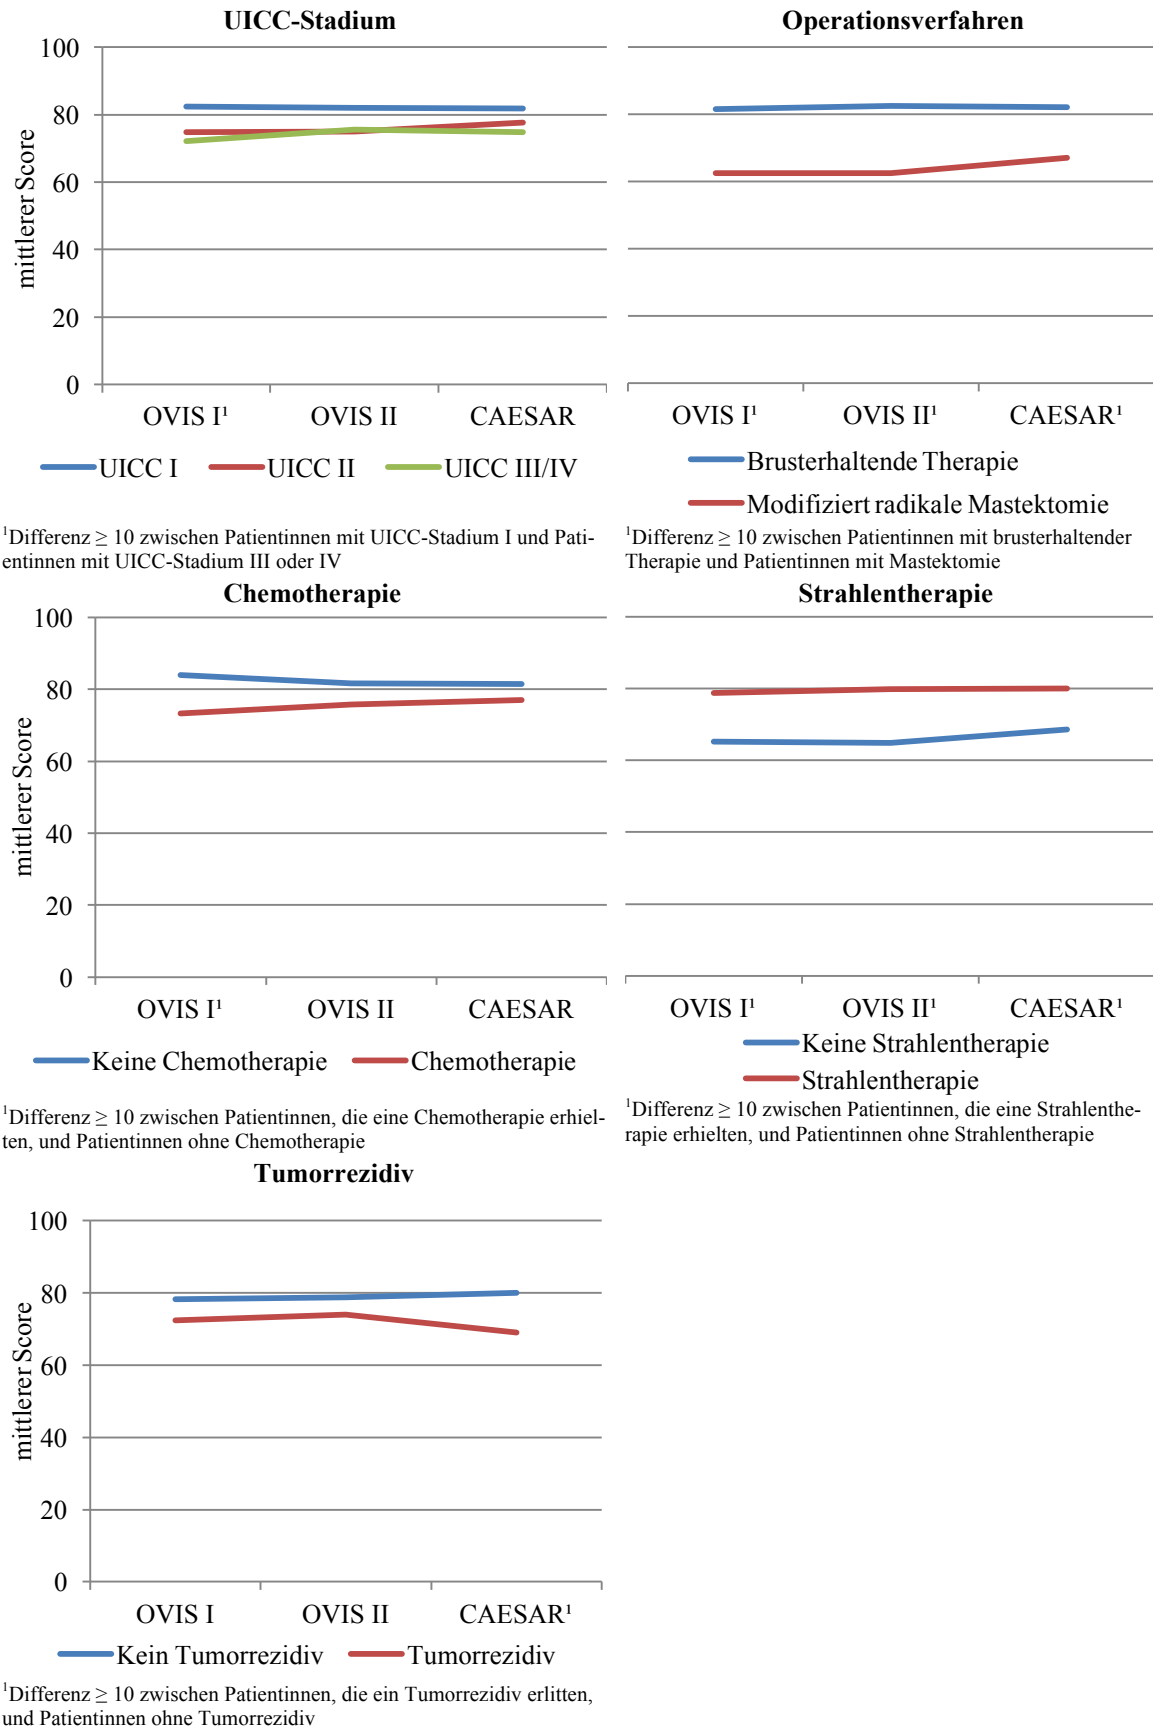 UICC-Stadium
mittlerer Score
100
80
60
40
20
0
OVIS I¹ OVIS II CAESAR
UICC I UICC II UICC III/IV
¹Differenz ≥ 10 zwischen Patientinnen mit UICC-Stadium I und Pati-
entinnen mit UICC-Stadium III oder IV
Operationsverfahren
OVIS I¹ OVIS II¹ CAESAR¹
Brusterhaltende Therapie
Modifiziert radikale Mastektomie
¹Differenz ≥ 10 zwischen Patientinnen mit brusterhaltender
Therapie und Patientinnen mit Mastektomie
Chemotherapie
mittlerer Score
100
80
60
40
20
0
OVIS I¹ OVIS II CAESAR
Keine Chemotherapie Chemotherapie
¹Differenz ≥ 10 zwischen Patientinnen, die eine Chemotherapie erhiel-
ten, und Patientinnen ohne Chemotherapie
Strahlentherapie
OVIS I¹ OVIS II¹ CAESAR¹
Keine Strahlentherapie
Strahlentherapie
¹Differenz ≥ 10 zwischen Patientinnen, die eine Strahlenthe-
rapie erhielten, und Patientinnen ohne Strahlentherapie
Tumorrezidiv
mittlerer Score
100
80
60
40
20
0
OVIS I OVIS II CAESAR¹
Kein Tumorrezidiv Tumorrezidiv
¹Differenz ≥ 10 zwischen Patientinnen, die ein Tumorrezidiv erlitten,
und Patientinnen ohne Tumorrezidiv